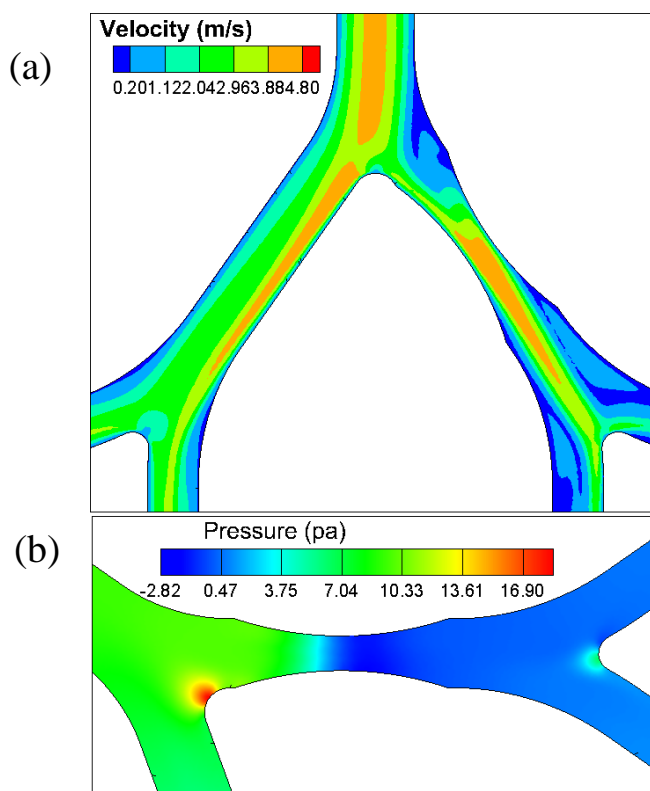 (a)
Velocity (m/s)
0.201.122.042.963.884.80
(b)
Pressure (pa)
-2.82 0.47 3.75 7.04 10.33 13.61 16.90